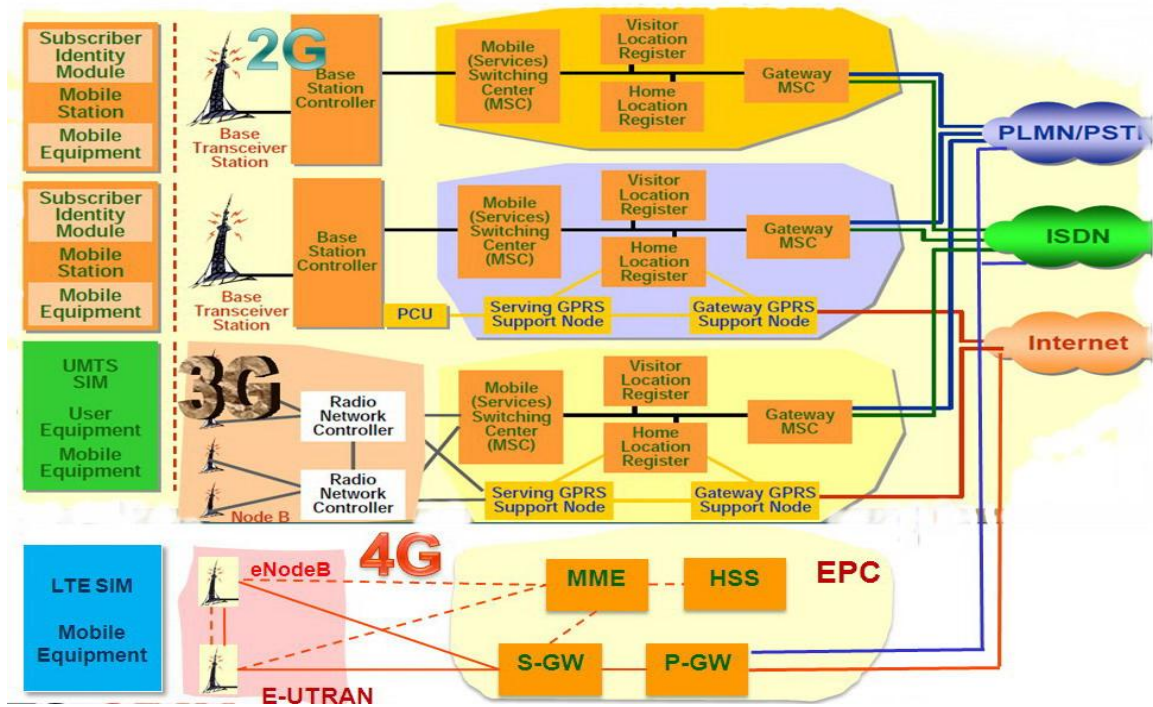 Subscriber
Identity
Module
Mobile
Station
Mobile
Equipment
2G
Base
Transceiver
Station
Base
Station
Controller
Mobile
(Services)
Switching
Center
(MSC)
Visitor
Location
Register
Home
Location
Register
Gateway
MSC
PLMN/PST
Subscriber
Identity
Module
Mobile
Station
Mobile
Equipment
Base
Transceiver
Station
Base
Station
Controller
PCU
Mobile
(Services)
Switching
Center
(MSC)
Visitor
Location
Register
Home
Location
Register
Gateway
MSC
Serving GPRS
Support Node
Gateway GPRS
Support Node
ISDN
Internet
UMTS
SIM
User
Equipment
Mobile
Equipment
3G
Radio
Network
Controller
Radio
Network
Controller
Node B
Mobile
(Services)
Switching
Center
(MSC)
Visitor
Location
Register
Home
Location
Register
Gateway
MSC
Serving GPRS
Support Node
Gateway GPRS
Support Node
LTE SIM
Mobile
Equipment
eNodeB
4G
MME
HSS
EPC
S-GW
P-GW
E-UTRAN